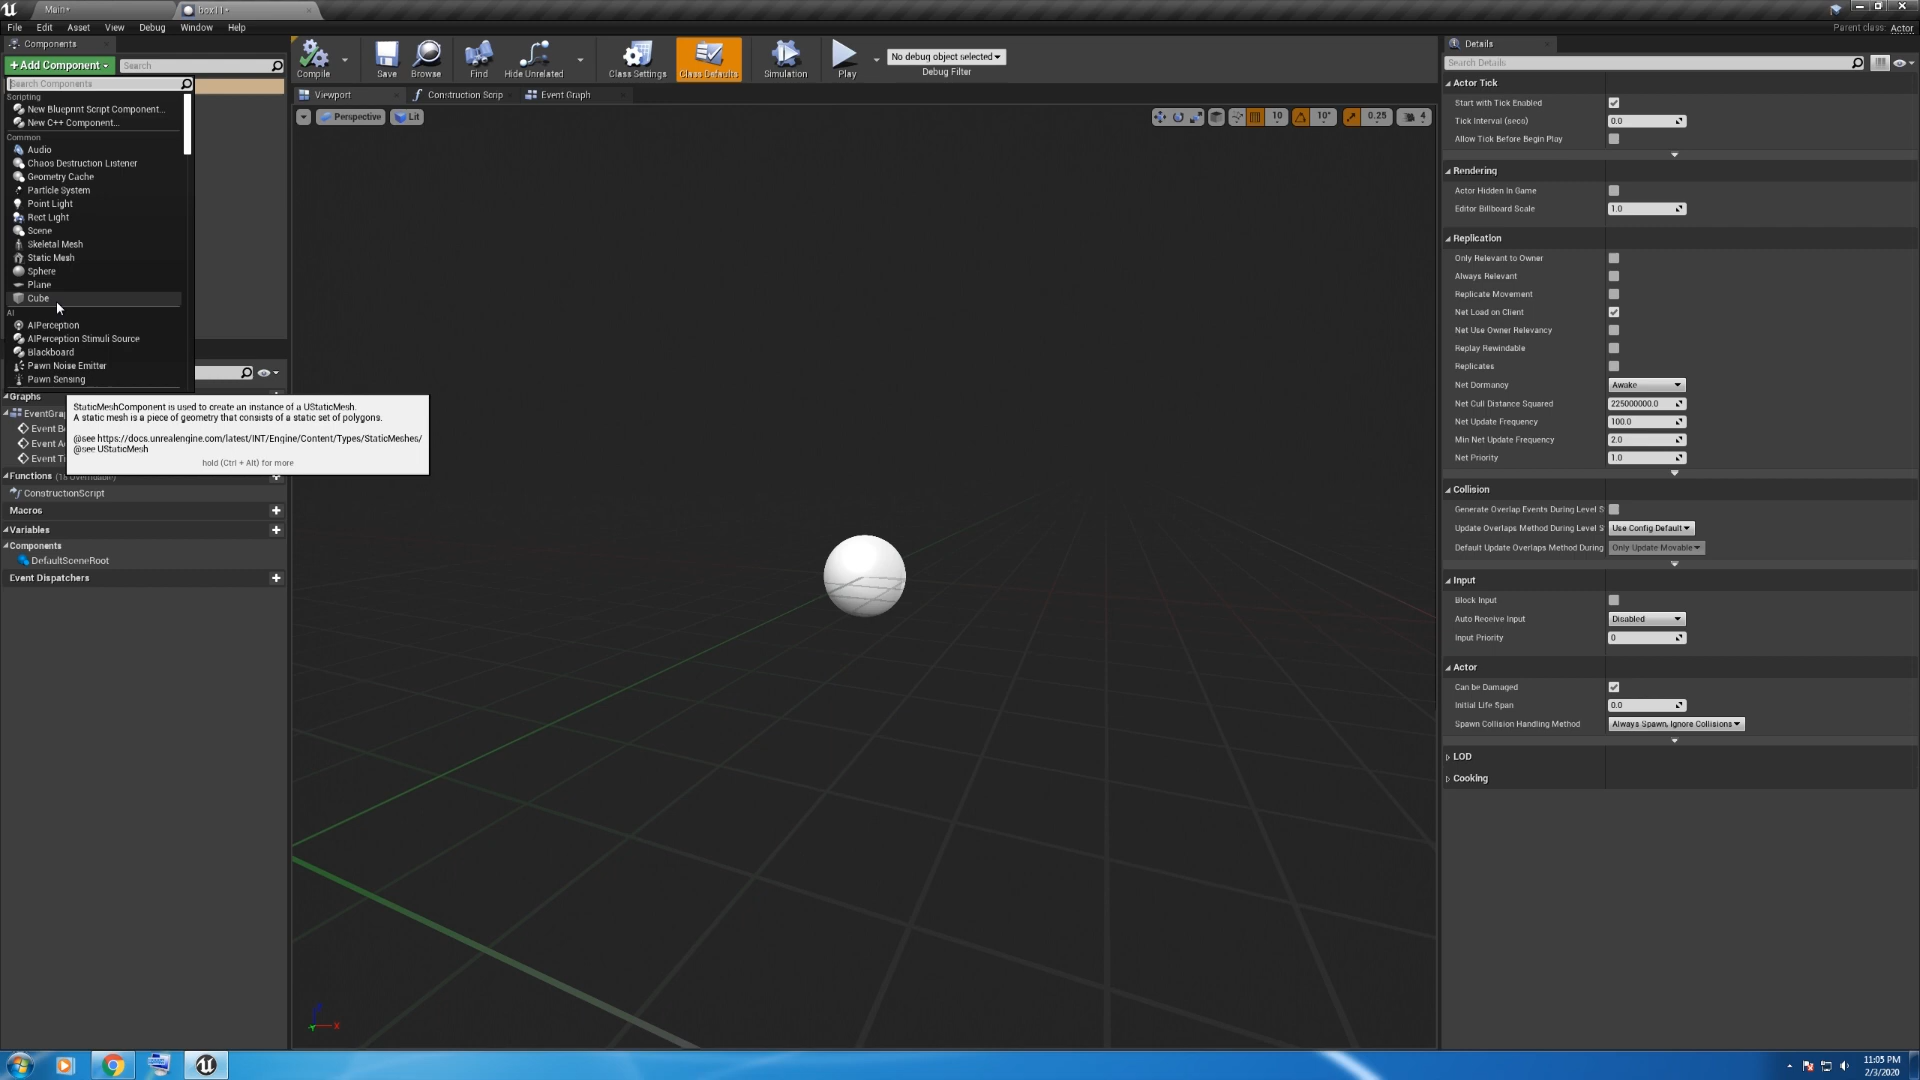 Main*
box11*
File Edit Asset View Debug Window Help
Parent class: Actor
Components
+Add Component
Search
Search Components
Scripting
New Blueprint Script Component...
New C++ Component...
Common
Audio
Chaos Destruction Listener
Geometry Cache
Particle System
Point Light
Rect Light
Scene
Skeletal Mesh
Static Mesh
Sphere
Plane
Cube
AI
AIPerception
AIPerception Stimuli Source
Blackboard
Pawn Noise Emitter
Pawn Sensing
Graphs
EventGra
Event B
Event A
Event Ti
StaticMeshComponent is used to create an instance of a UStaticMesh.
A static mesh is a piece of geometry that consists of a static set of polygons.
@see https://docs.unrealengine.com/latest/INT/Engine/Content/Types/StaticMeshes/
@see UStaticMesh
hold (Ctrl + Alt) for more
Functions (18 Overridable)
ConstructionScript
Macros
Variables
Components
DefaultSceneRoot
Event Dispatchers
Compile
Save
Browse
Find
Hide Unrelated
Class Settings
Class Defaults
Simulation
Play
No debug object selected
Debug Filter
Viewport
Construction Scrip
Event Graph
Perspective
Lit
10
10°
0.25
4
X
Details
Search Details
Actor Tick
Start with Tick Enabled
Tick Interval (secs) 0.0
Allow Tick Before Begin Play
Rendering
Actor Hidden In Game
Editor Billboard Scale 1.0
Replication
Only Relevant to Owner
Always Relevant
Replicate Movement
Net Load on Client
Net Use Owner Relevancy
Replay Rewindable
Replicates
Net Dormancy Awake
Net Cull Distance Squared 225000000.0
Net Update Frequency 100.0
Min Net Update Frequency 2.0
Net Priority 1.0
Collision
Generate Overlap Events During Level S
Update Overlaps Method During Level S Use Config Default
Default Update Overlaps Method During Only Update Movable
Input
Block Input
Auto Receive Input Disabled
Input Priority 0
Actor
Can be Damaged
Initial Life Span 0.0
Spawn Collision Handling Method Always Spawn, Ignore Collisions
LOD
Cooking
11:05 PM
2/3/2020